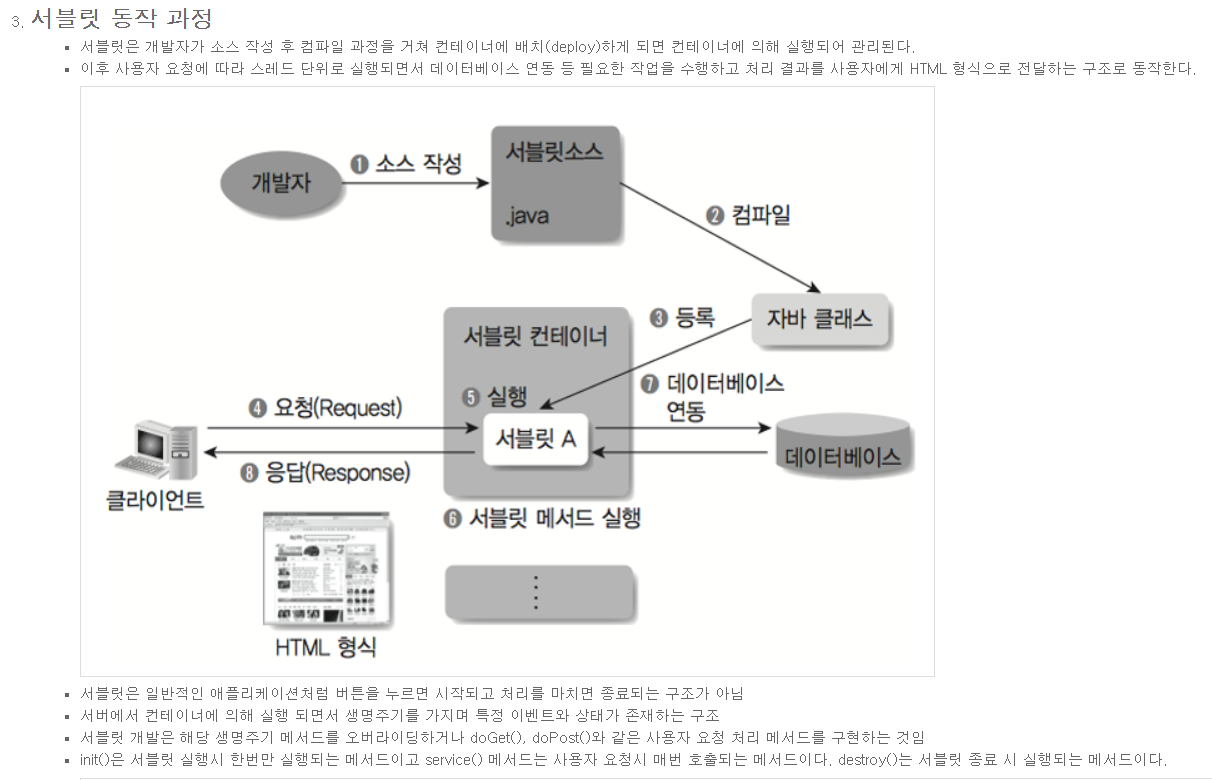 3. 서블릿 동작 과정
▪ 서블릿은 개발자가 소스 작성 후 컴파일 과정을 거쳐 컨테이너에 배치(deploy)하게 되면 컨테이너에 의해 실행되어 관리된다.
▪ 이후 사용자 요청에 따라 스레드 단위로 실행되면서 데이터베이스 연동 등 필요한 작업을 수행하고 처리 결과를 사용자에게 HTML 형식으로 전달하는 구조로 동작한다.
개발자
❶ 소스 작성
서블릿소스
.java
❷ 컴파일
자바 클래스
❸ 등록
서블릿 컨테이너
❹ 요청(Request)
❺ 실행
서블릿 A
❼ 데이터베이스
연동
데이터베이스
❽ 응답(Response)
클라이언트
❻ 서블릿 메서드 실행
HTML 형식
▪ 서블릿은 일반적인 애플리케이션처럼 버튼을 누르면 시작되고 처리를 마치면 종료되는 구조가 아님
▪ 서버에서 컨테이너에 의해 실행 되면서 생명주기를 가지며 특정 이벤트와 상태가 존재하는 구조
▪ 서블릿 개발은 해당 생명주기 메서드를 오버라이딩하거나 doGet(), doPost()와 같은 사용자 요청 처리 메서드를 구현하는 것임
▪ init()은 서블릿 실행시 한번만 실행되는 메서드이고 service() 메서드는 사용자 요청시 매번 호출되는 메서드이다. destroy()는 서블릿 종료 시 실행되는 메서드이다.